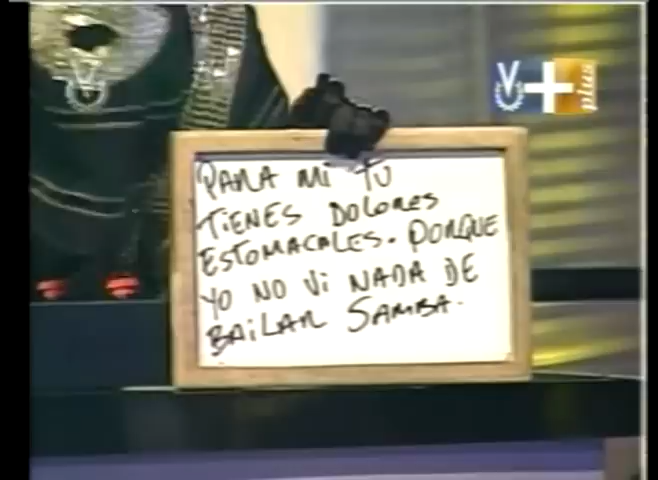 V+
plus
PARA MI TU
TIENES DOLORES
ESTOMACALES. PORQUE
YO NO Vi NADA DE
BAiLAR SAMBA.